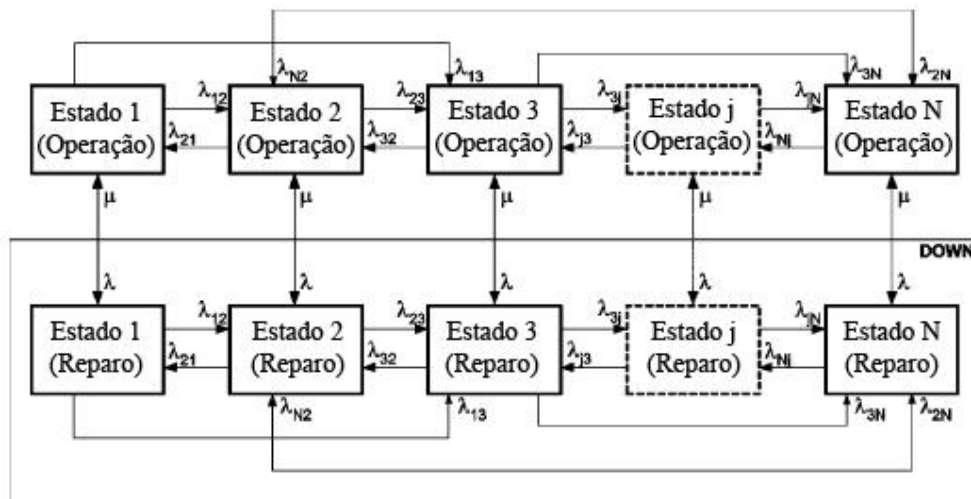 λN2
λ13
λ3N
λ2N
Estado 1
(Operação)
λ12
λ21
Estado 2
(Operação)
λ23
λ32
Estado 3
(Operação)
λ3j
λj3
Estado j
(Operação)
λjN
λNj
Estado N
(Operação)
μ
μ
μ
μ
μ
DOWN
λ
λ
λ
λ
λ
Estado 1
(Reparo)
λ12
λ21
Estado 2
(Reparo)
λ23
λ32
Estado 3
(Reparo)
λ3j
λj3
Estado j
(Reparo)
λjN
λNj
Estado N
(Reparo)
λN2
λ13
λ3N
λ2N